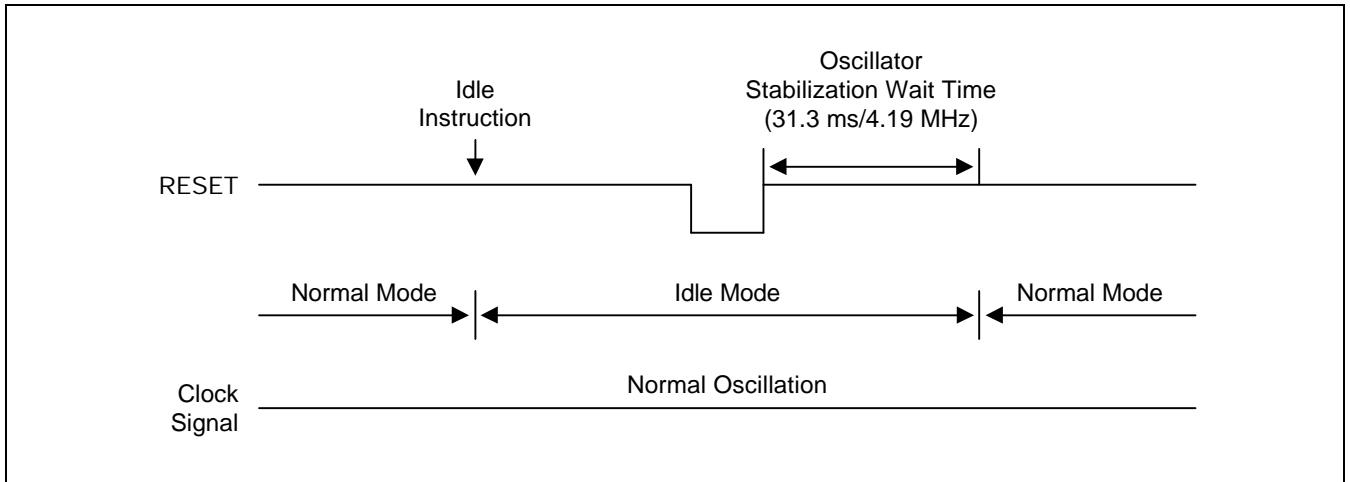 Oscillator
Stabilization Wait Time
(31.3 ms/4.19 MHz)
Idle
Instruction
RESET
Normal Mode
Idle Mode
Normal Mode
Normal Oscillation
Clock
Signal